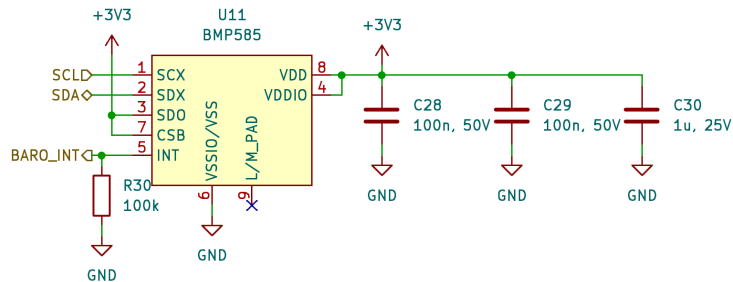 +3V3
U11
BMP585
+3V3
SCL
1
SCX
VDD
8
SDA
2
SDX
VDDIO
4
3
SDO
7
CSB
BARO_INT
5
INT
VSSIO/VSS
L/M_PAD
6
9
C28
100n, 50V
C29
100n, 50V
C30
1u, 25V
R30
100k
GND
GND
GND
GND
GND